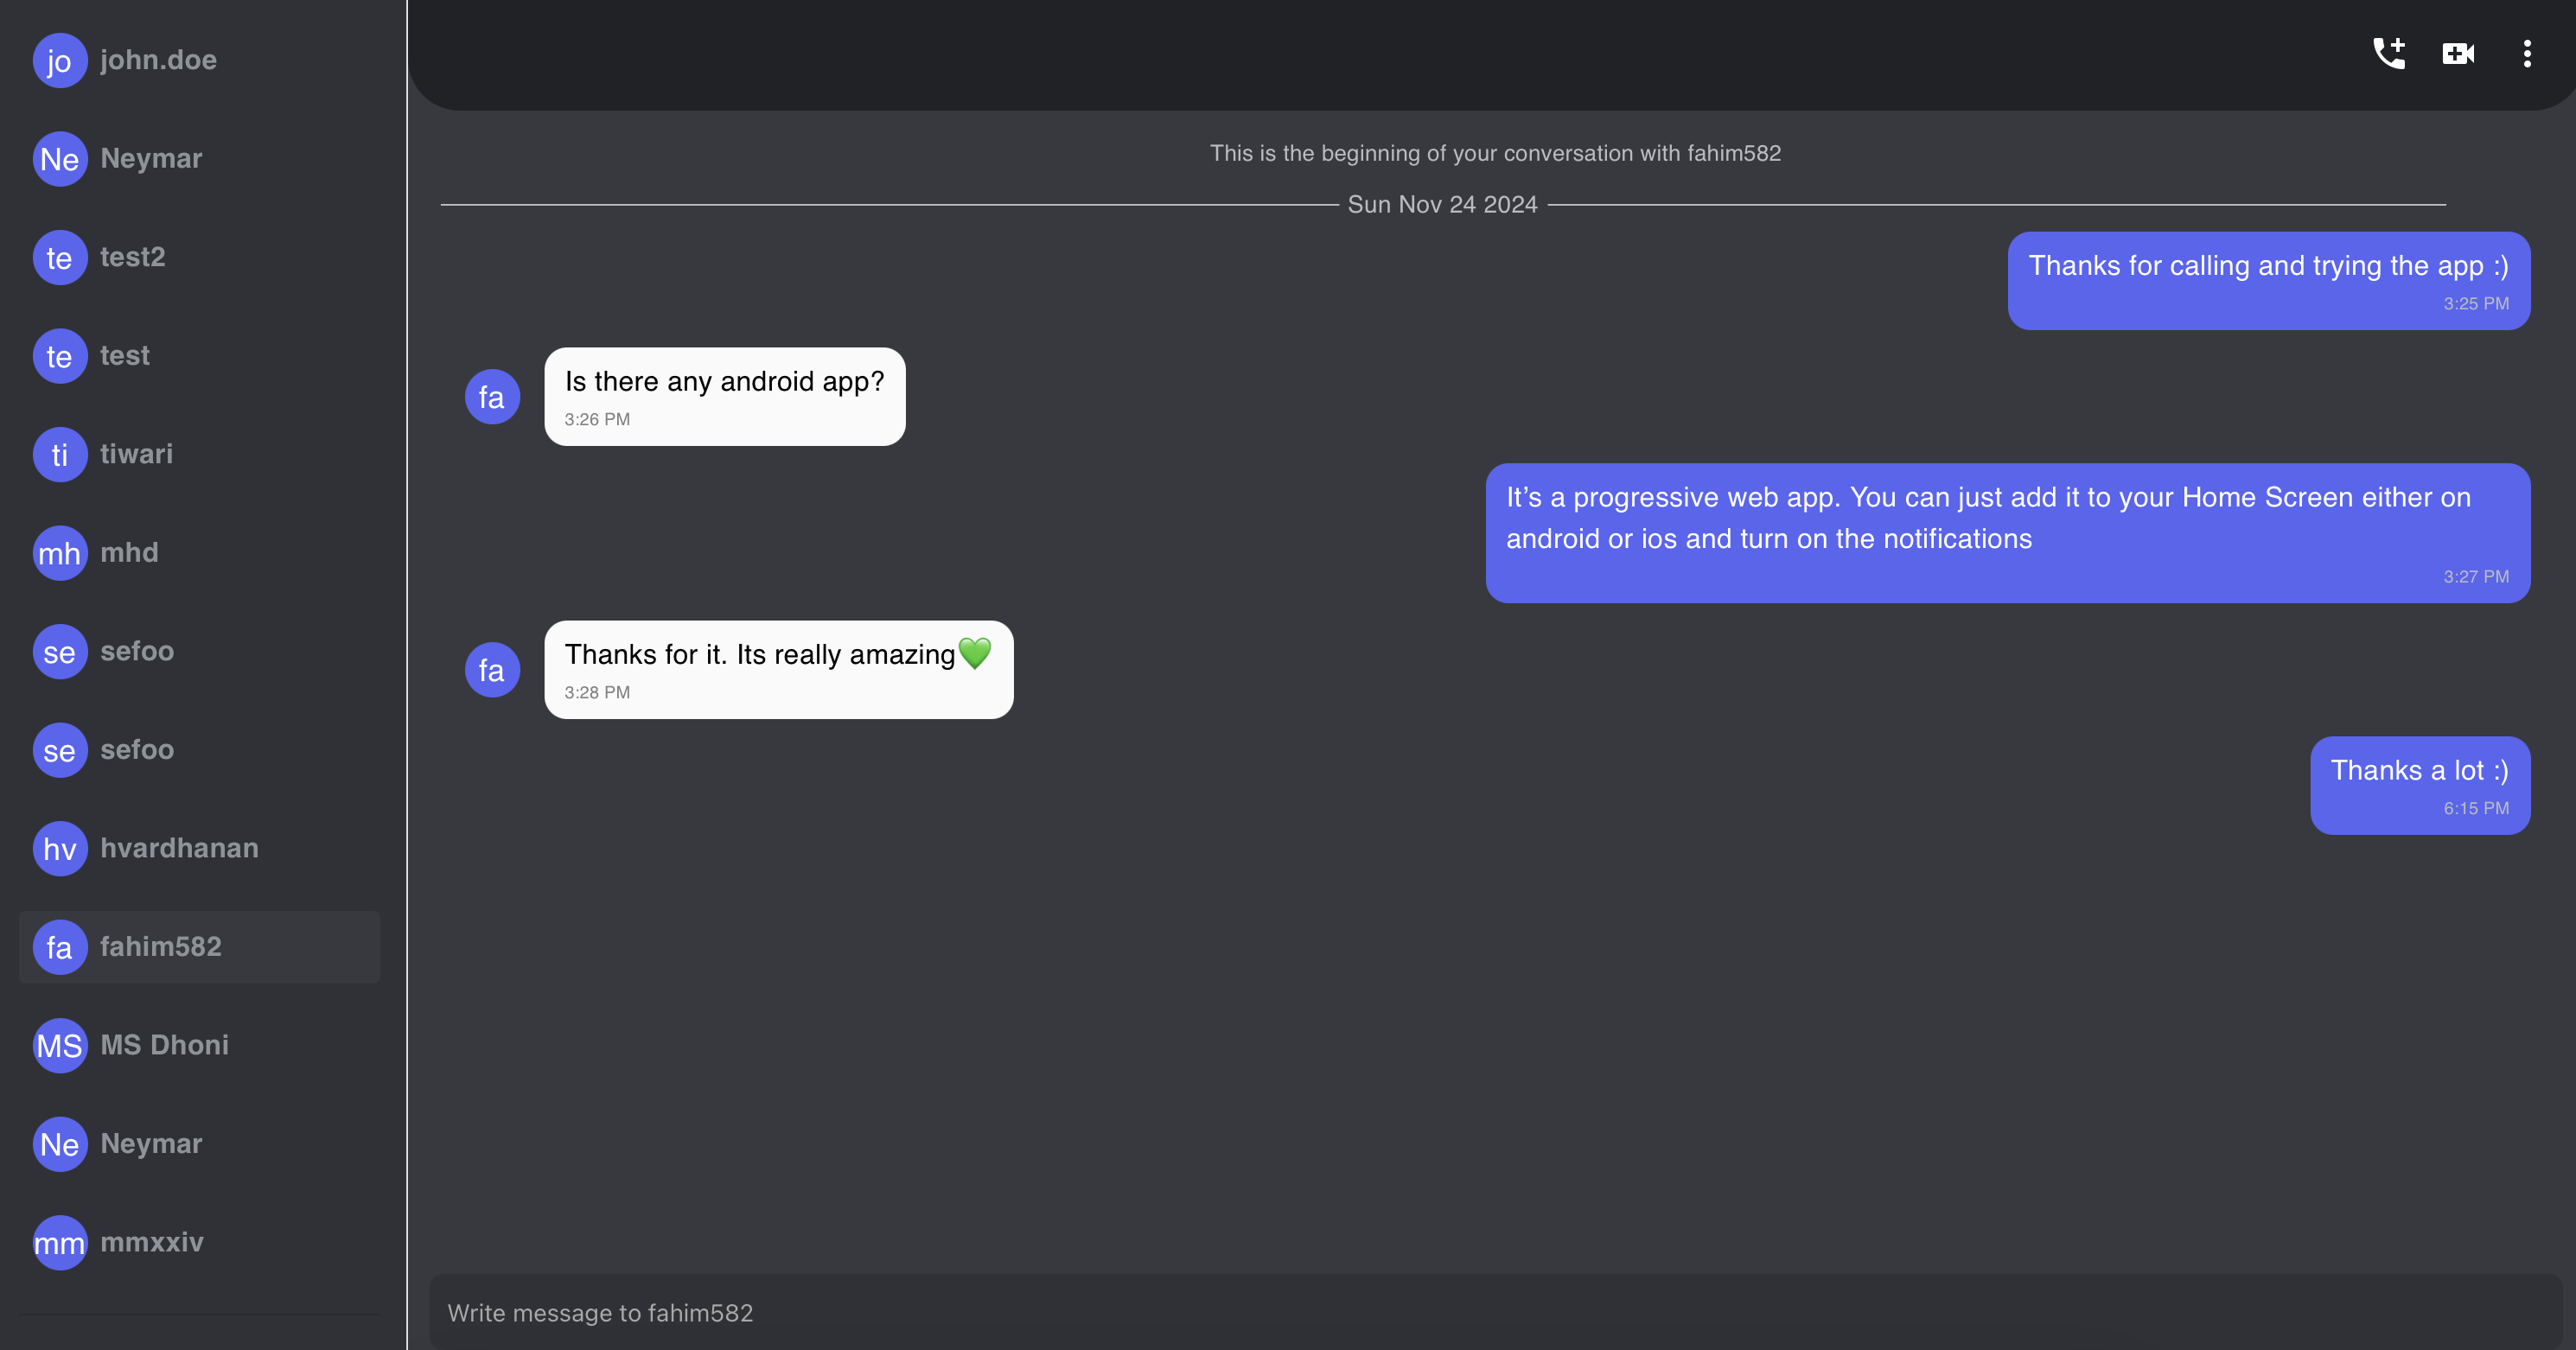 jo john.doe
Ne Neymar
te test2
te test
ti tiwari
mh mhd
se sefoo
se sefoo
hv hvardhanan
fa fahim582
MS MS Dhoni
Ne Neymar
mm mmxxiv
This is the beginning of your conversation with fahim582
Sun Nov 24 2024
Thanks for calling and trying the app :)
3:25 PM
fa
Is there any android app?
3:26 PM
It’s a progressive web app. You can just add it to your Home Screen either on
android or ios and turn on the notifications
3:27 PM
fa
Thanks for it. Its really amazing💚
3:28 PM
Thanks a lot :)
6:15 PM
Write message to fahim582